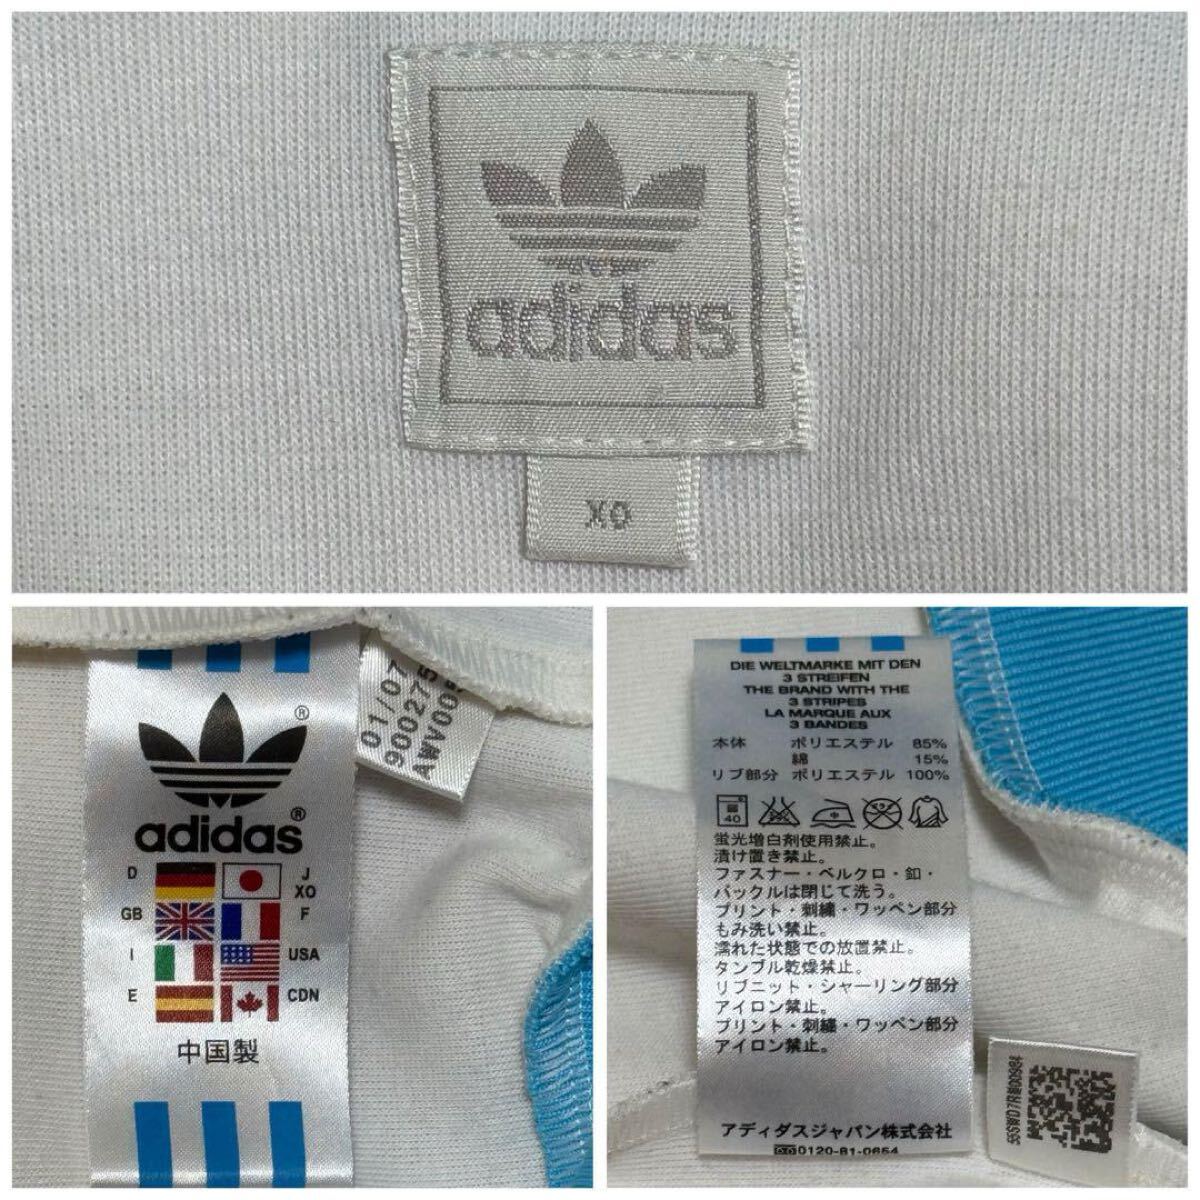 adidas
XO
adidas®
®
D
J
XO
GB
F
I
USA
E
CDN
中国製
01/07
DIE WELTMARKE MIT DEN
3 STREIFEN
THE BRAND WITH THE
3 STRIPES
LA MARQUE AUX
3 BANDES
本体 ポリエステル 85%
綿 15%
リブ部分 ポリエステル 100%
40
中
蛍光増白剤使用禁止。
漬け置き禁止。
ファスナー・ベルクロ・釦・
バックルは閉じて洗う。
プリント・刺繍・ワッペン部分
もみ洗い禁止。
濡れた状態での放置禁止。
タンブル乾燥禁止。
リブニット・シャーリング部分
アイロン禁止。
プリント・刺繍・ワッペン部分
アイロン禁止。
アディダスジャパン株式会社
0120-81-0654